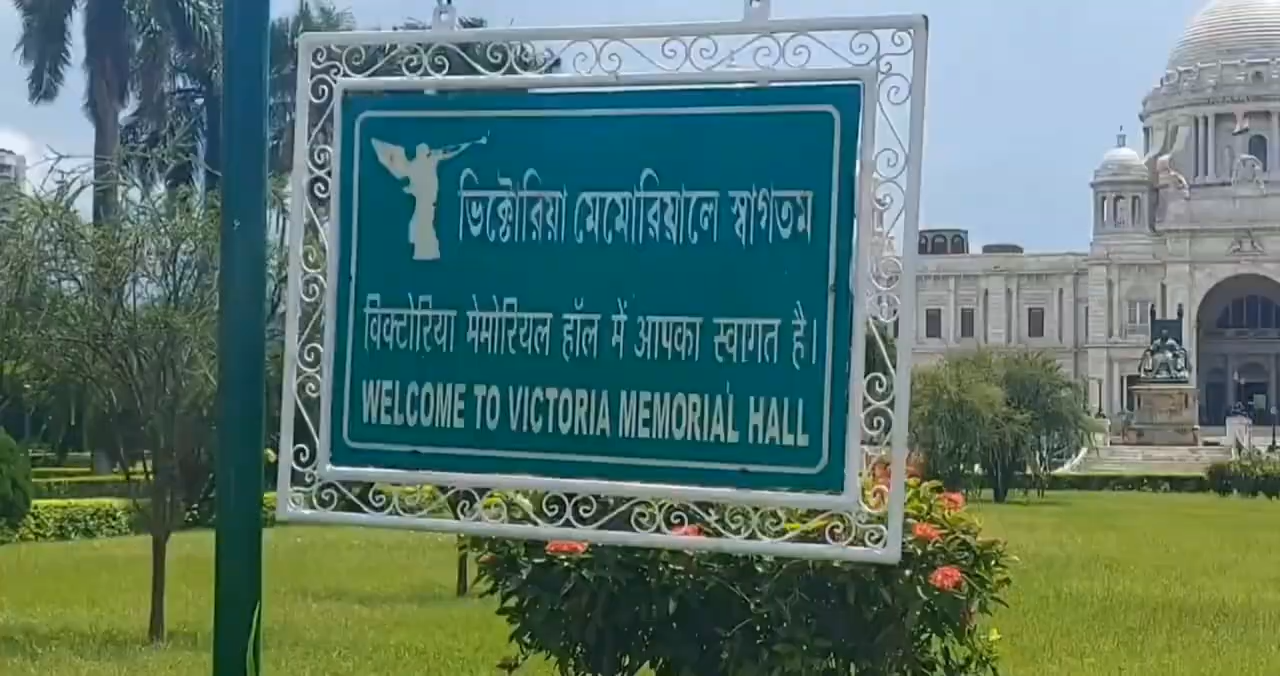 ভিক্টোরিয়া মেমোরিয়ালে স্বাগতম
विक्टोरिया मेमोरियल हॉल में आपका स्वागत है।
WELCOME TO VICTORIA MEMORIAL HALL